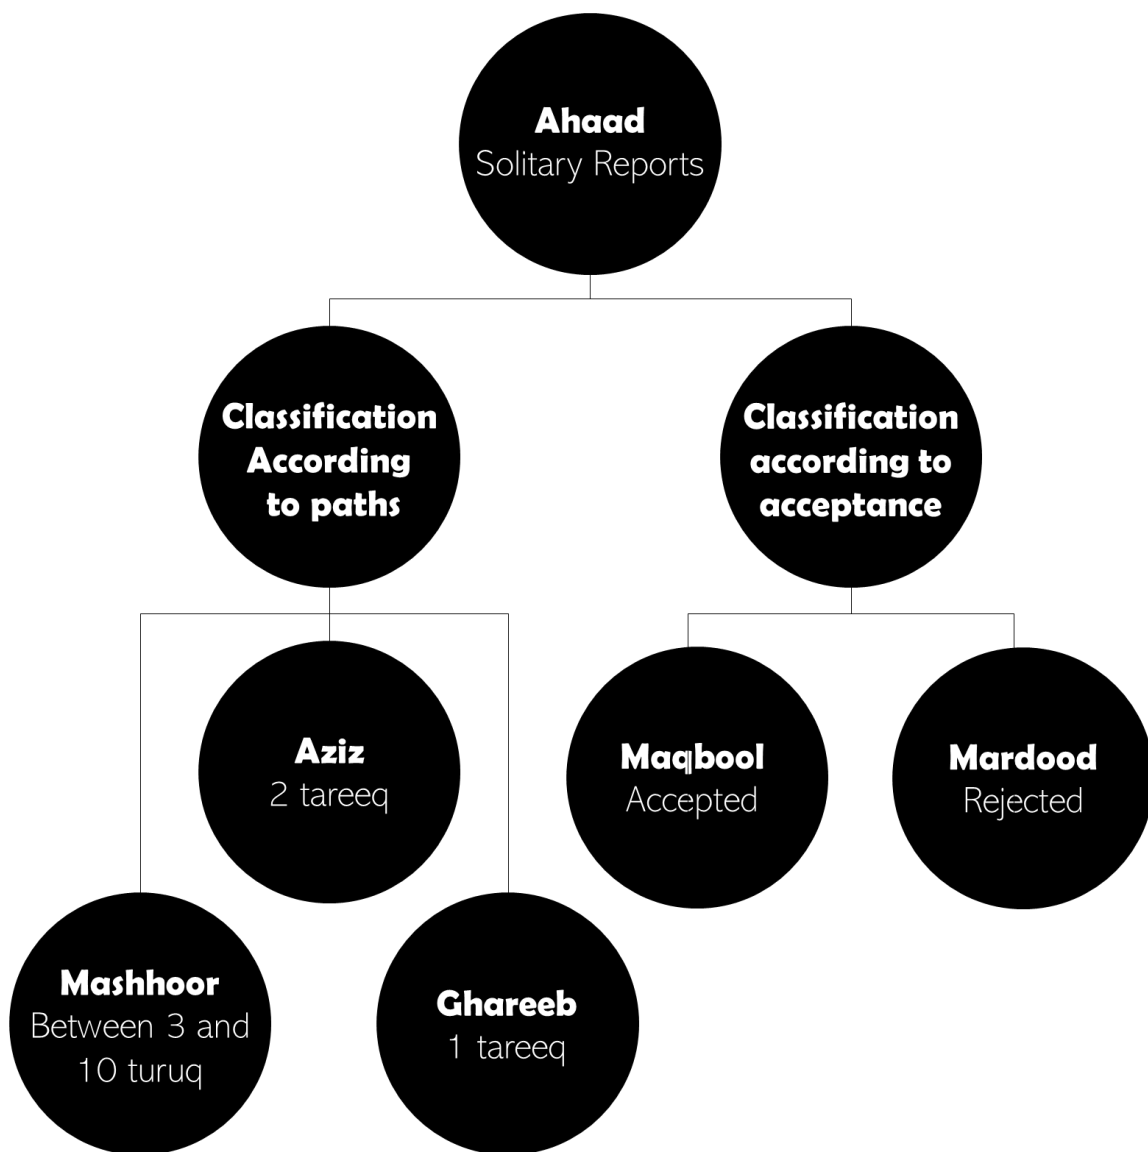 Ahaad
Solitary Reports
Classification
According
to paths
Classification
according to
acceptance
Aziz
2 tareeq
Maqbool
Accepted
Mardood
Rejected
Mashhoor
Between 3 and
10 turuq
Ghareeb
1 tareeq